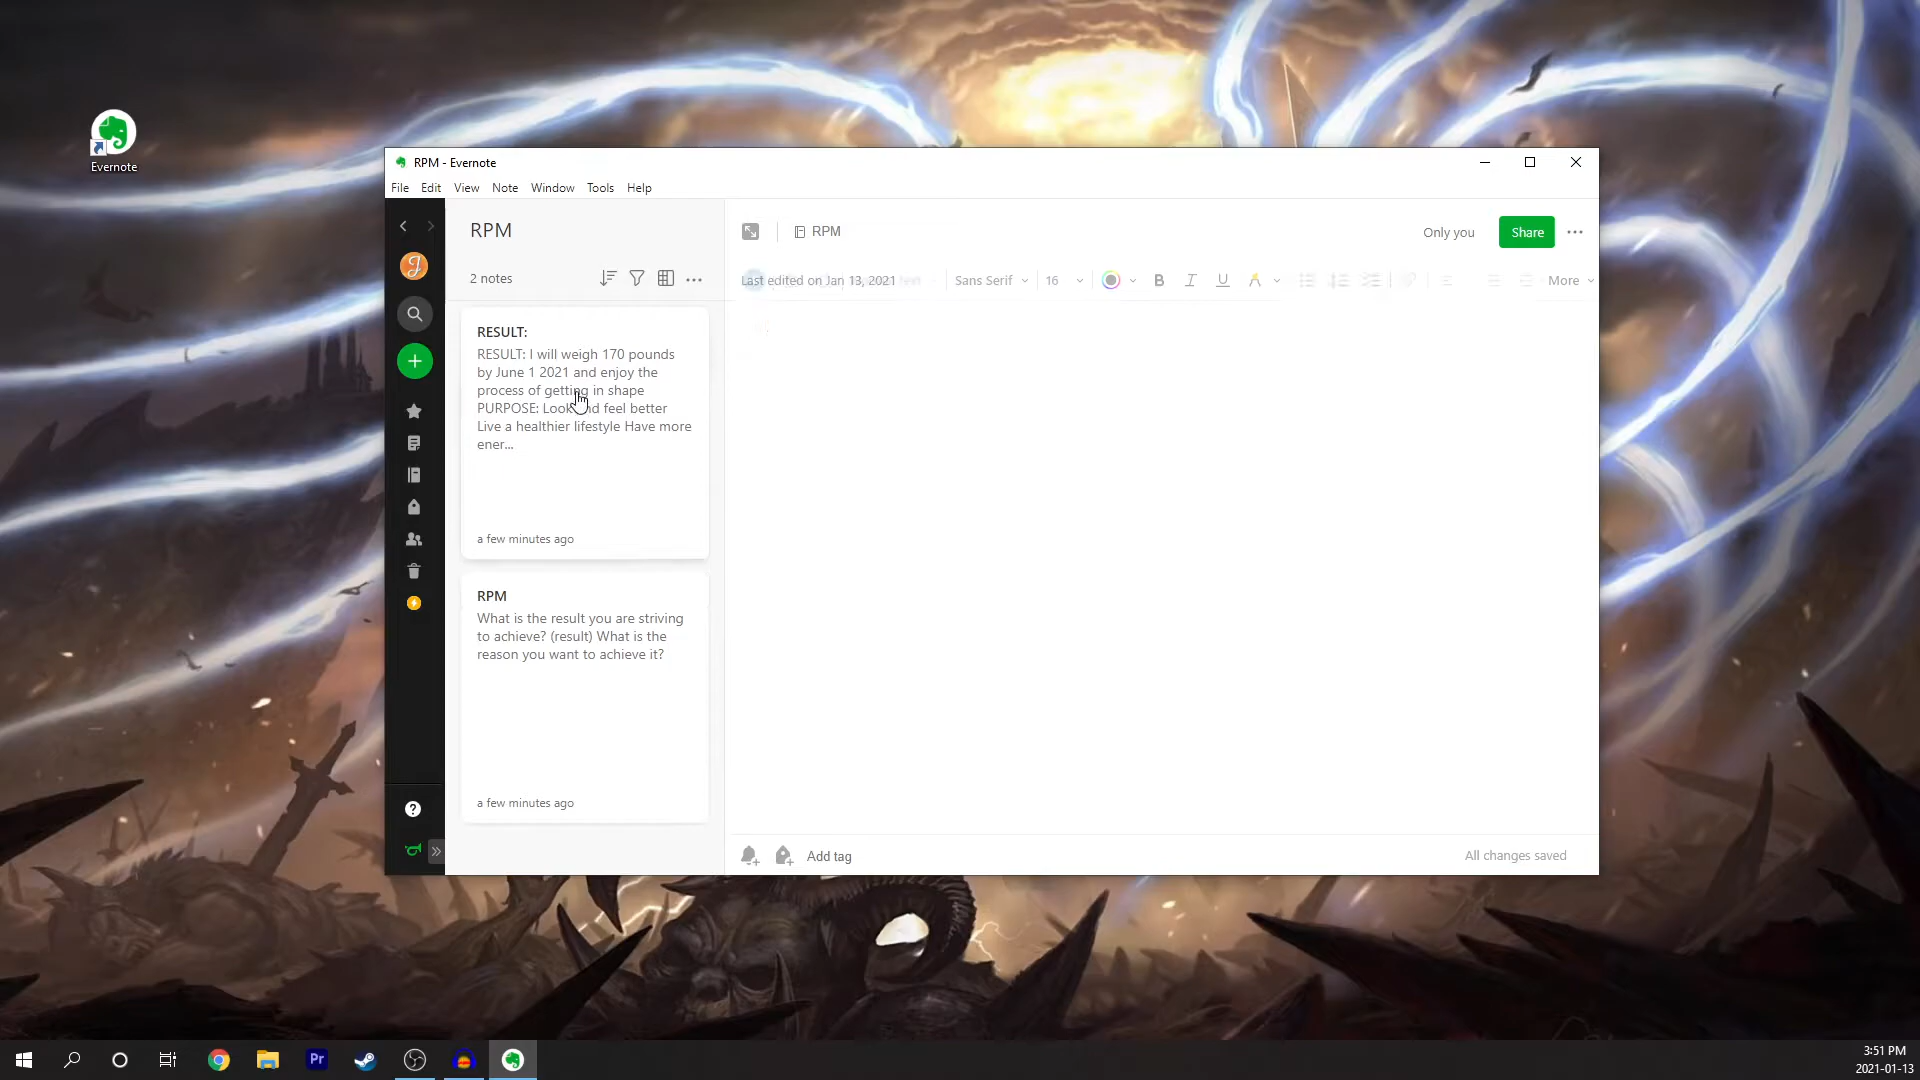 Evernote
RPM - Evernote
File Edit View Note Window Tools Help
RPM
2 notes
RESULT:
RESULT: I will weigh 170 pounds
by June 1 2021 and enjoy the
process of getting in shape
PURPOSE: Look and feel better
Live a healthier lifestyle Have more
ener...
a few minutes ago
RPM
What is the result you are striving
to achieve? (result) What is the
reason you want to achieve it?
a few minutes ago
RPM
Only you
Share
Last edited on Jan 13, 2021
Sans Serif
16
B I U
More
Add tag
All changes saved
Pr
3:51 PM
2021-01-13